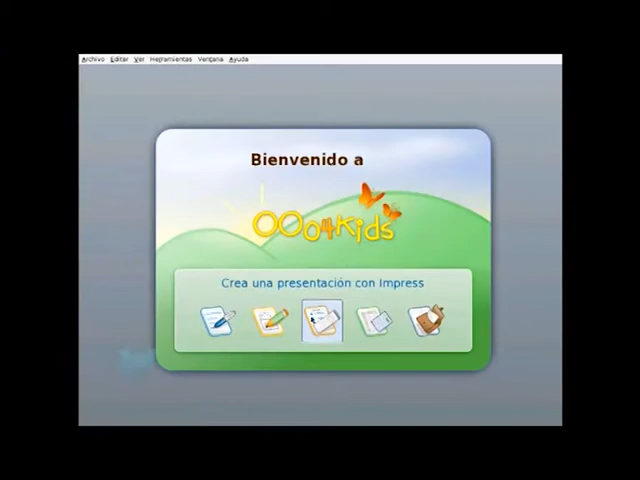 Archivo Editar Ver Herramientas Ventana Ayuda
Bienvenido a
OOo4Kids
Crea una presentación con Impress